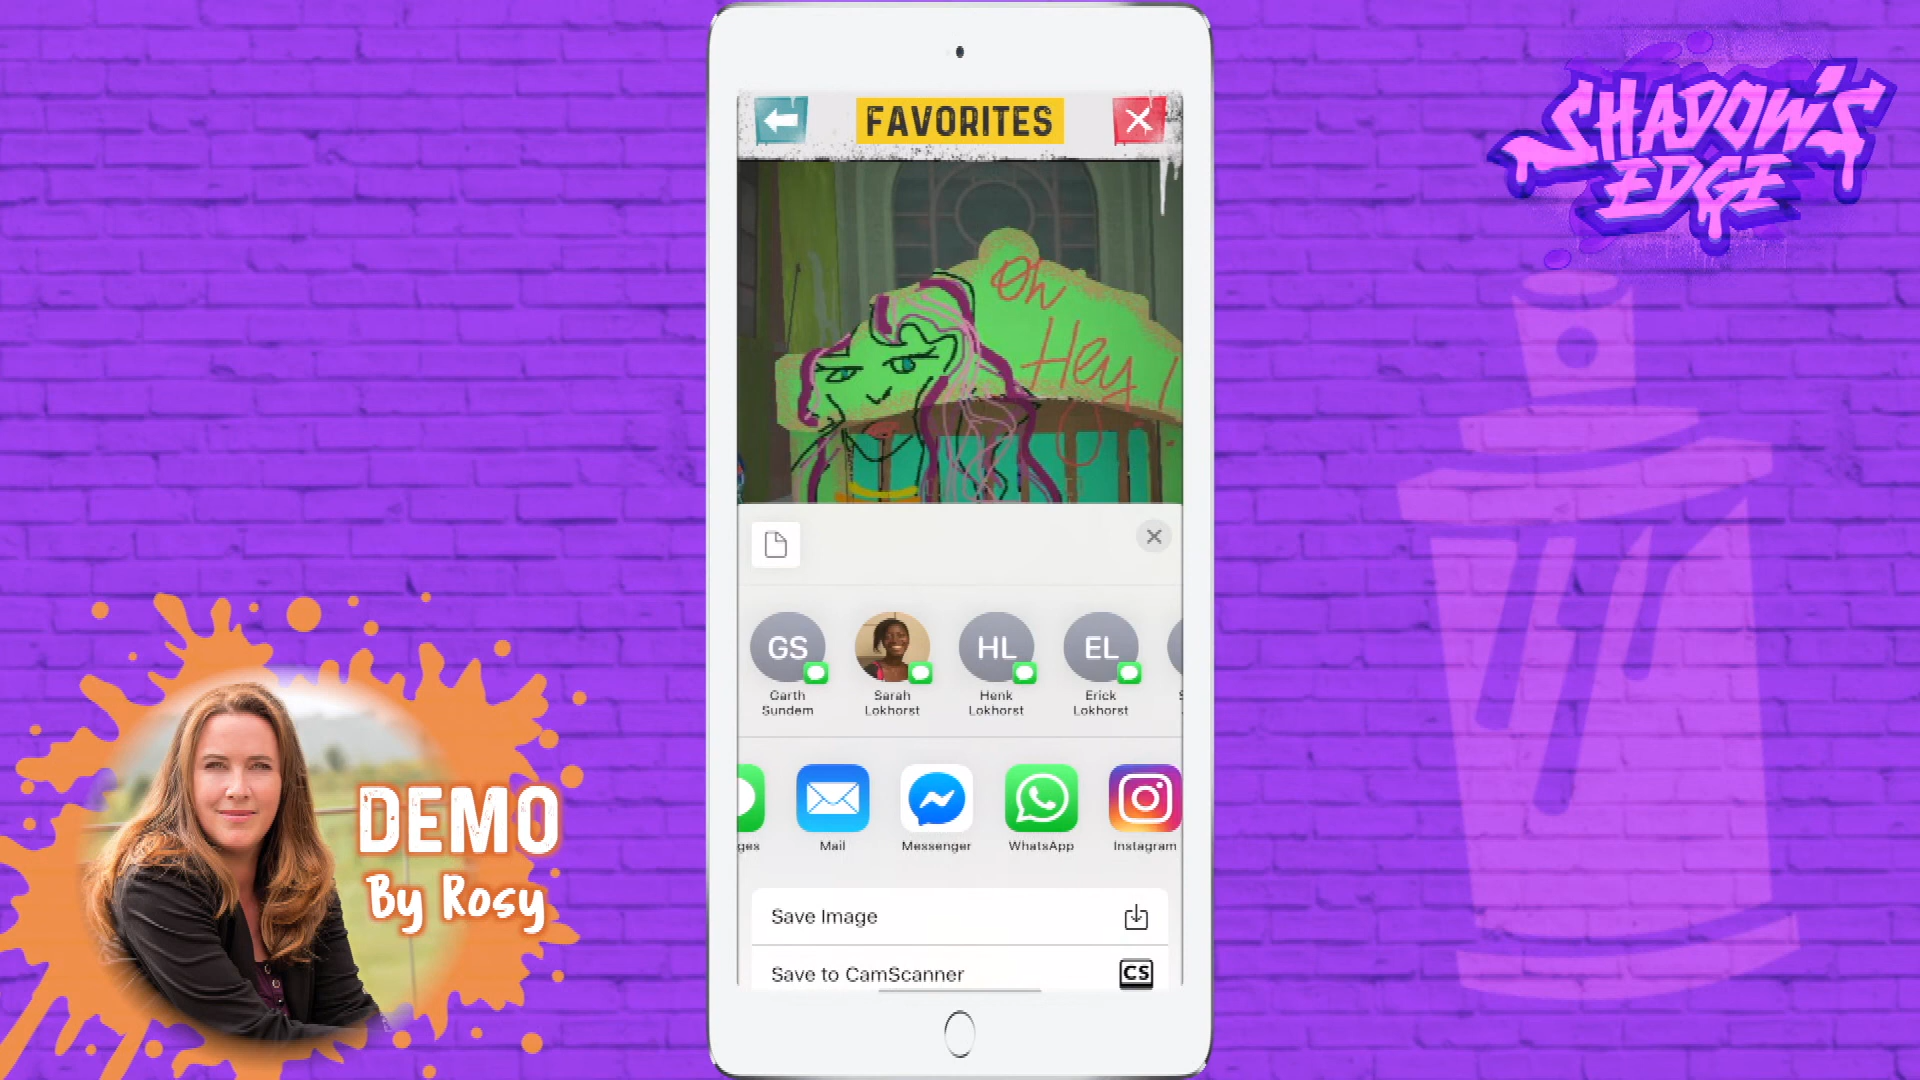 FAVORITES
SHADOW'S
EDGE
Oh
Hey!
GS
HL
EL
Garth
Sundem
Sarah
Lokhorst
Henk
Lokhorst
Erick
Lokhorst
ges
Mail
Messenger
WhatsApp
Instagram
Save Image
Save to CamScanner
CS
DEMO
By Rosy